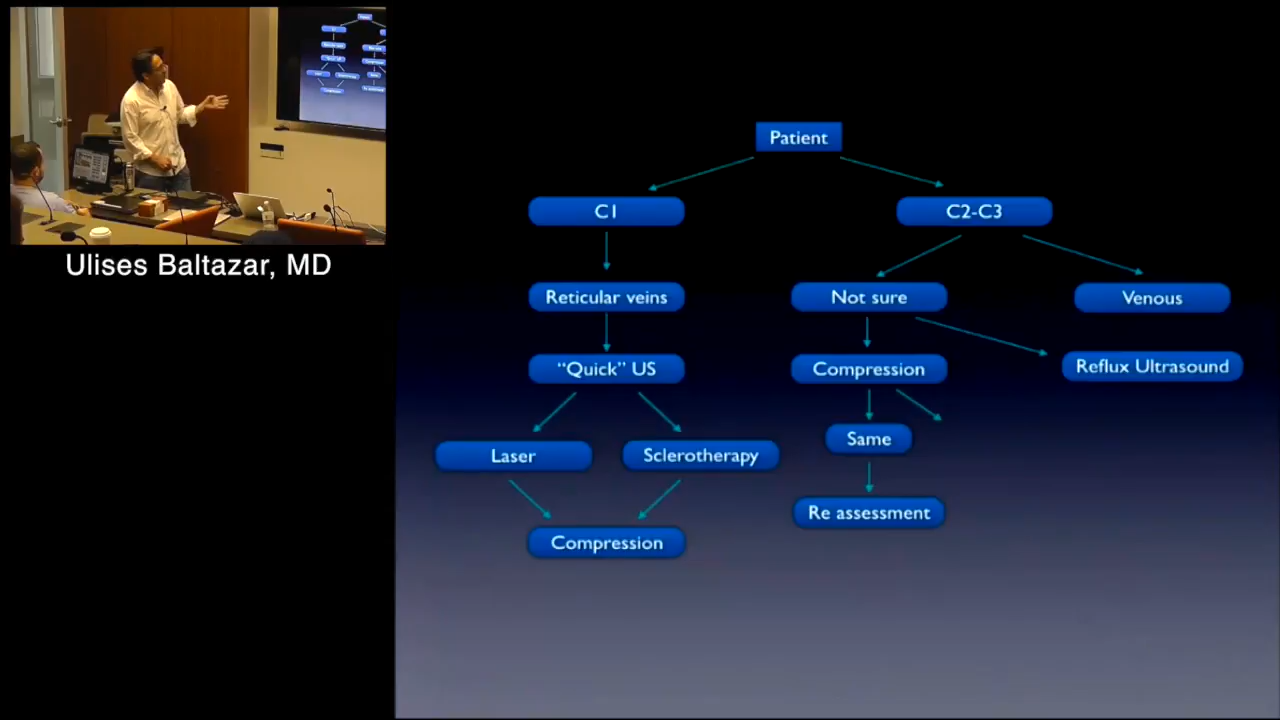 Patient
C1
C2-C3
Reticular veins
Not sure
Venous
"Quick" US
Compression
Reflux Ultrasound
Same
Laser
Sclerotherapy
Re assessment
Compression
Ulises Baltazar, MD